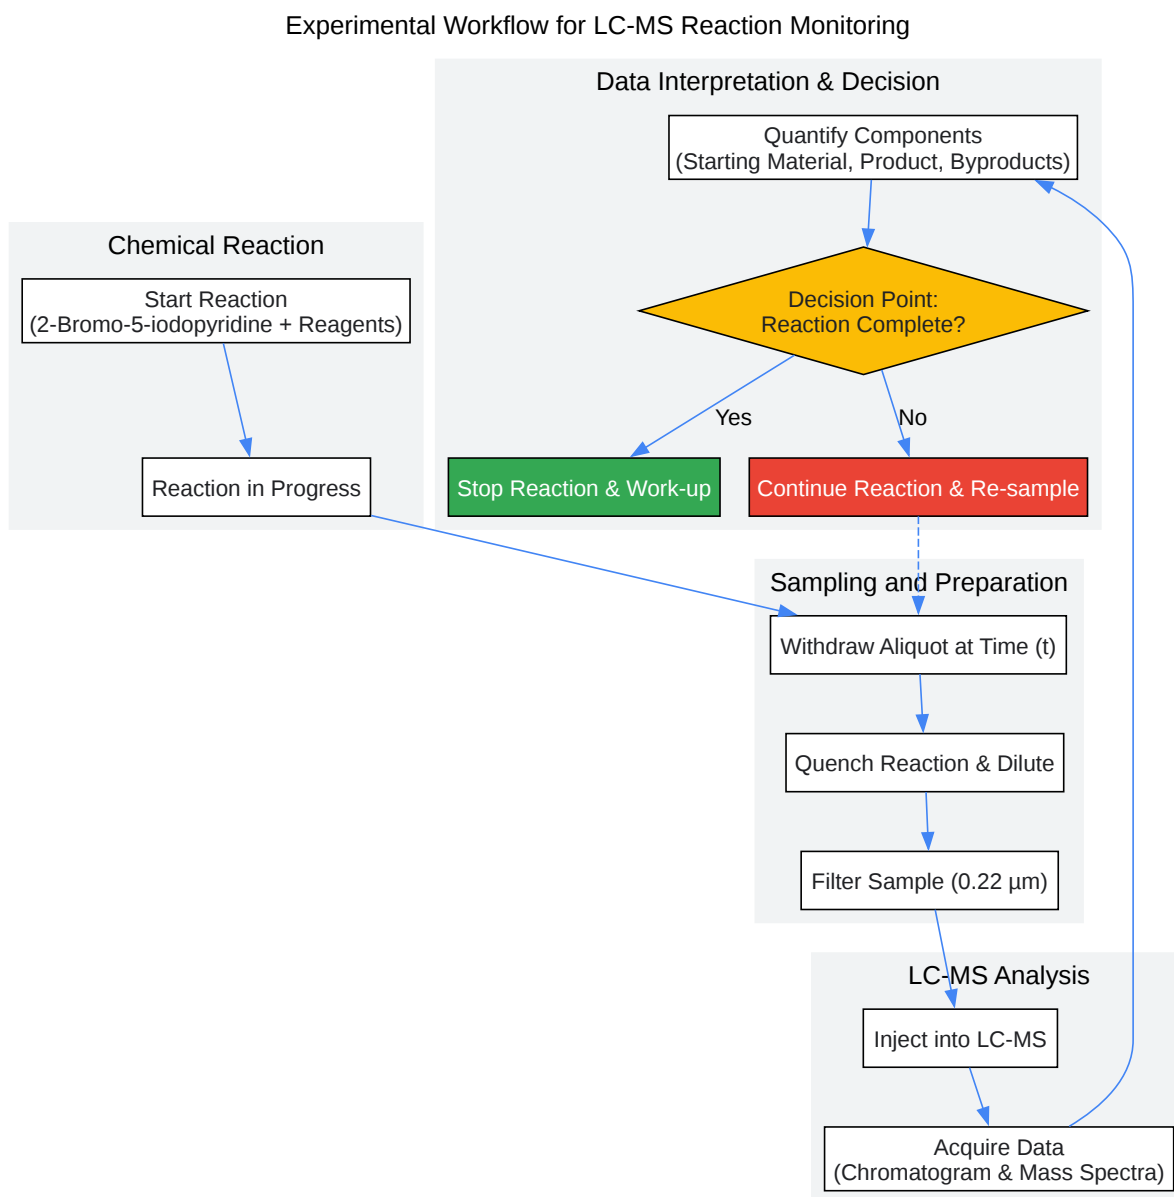 Experimental Workflow for LC-MS Reaction Monitoring
Data Interpretation & Decision
Quantify Components
(Starting Material, Product, Byproducts)
Chemical Reaction
Start Reaction
(2-Bromo-5-iodopyridine + Reagents)
Decision Point:
Reaction Complete?
Yes
No
Reaction in Progress
Stop Reaction & Work-up
Continue Reaction & Re-sample
Sampling and Preparation
Withdraw Aliquot at Time (t)
Quench Reaction & Dilute
Filter Sample (0.22 µm)
LC-MS Analysis
Inject into LC-MS
Acquire Data
(Chromatogram & Mass Spectra)